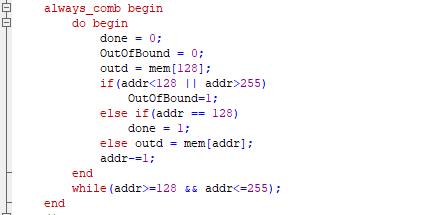 always_comb begin
do begin
done = 0;
OutOfBound = 0;
outd = mem[128];
if(addr<128 || addr>255)
OutOfBound=1;
else if(addr == 128)
done = 1;
else outd = mem[addr];
addr-=1;
end
while(addr>=128 && addr<=255);
end